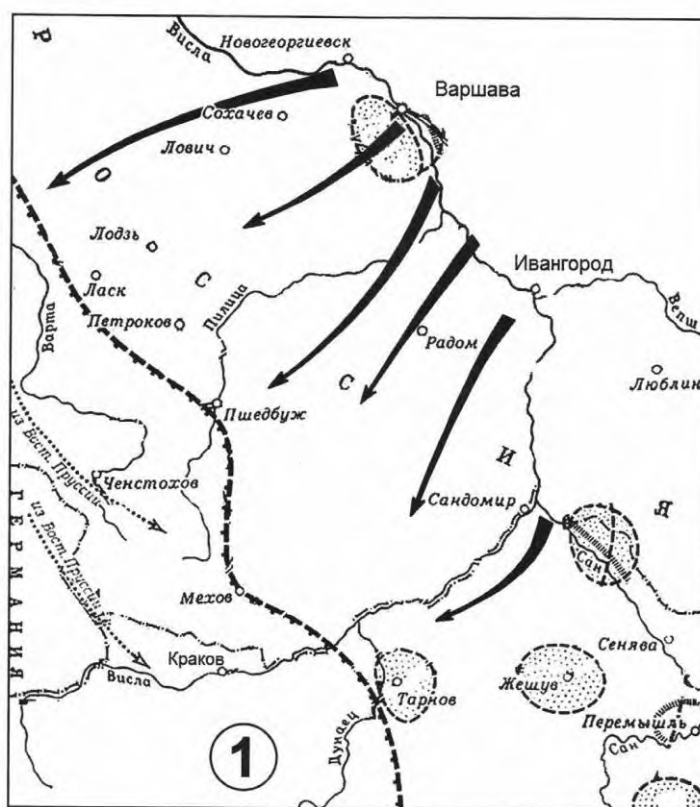 Висла
Новогеоргиевск
Варшава
Р
О
С
С
И
Я
Сохачев
Лович
Лодзь
Ласк
Петроков
Варта
Пилица
Ивангород
Вепш
Радом
Люблин
Пшедбуж
из Вост. Пруссии
Ченстохов
из Вост. Пруссии
ГЕРМАНИЯ
Сандомир
Сан
Мехов
Сенява
Краков
Висла
Тарнов
Жешув
Перемышль
Сан
Дунаец
1